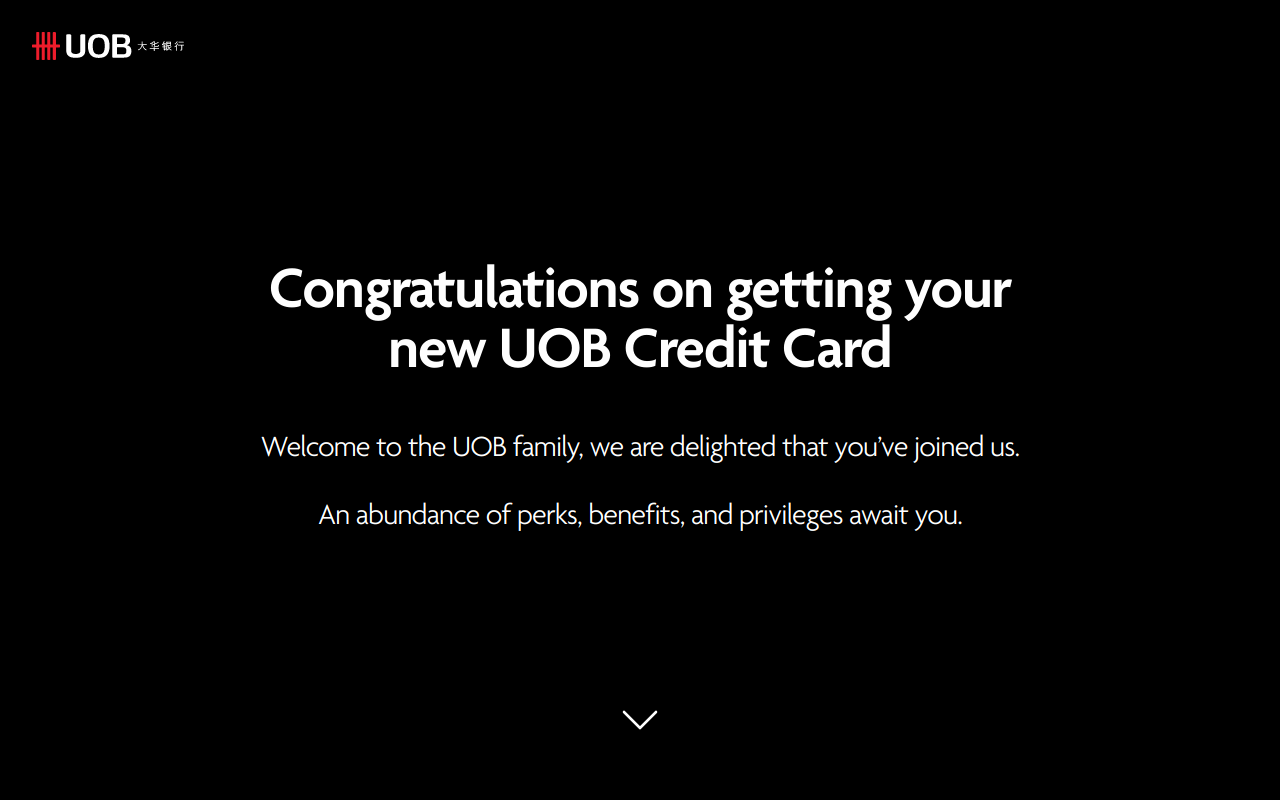 UOB 大华银行
Congratulations on getting your
new UOB Credit Card
Welcome to the UOB family, we are delighted that you’ve joined us.
An abundance of perks, benefits, and privileges await you.